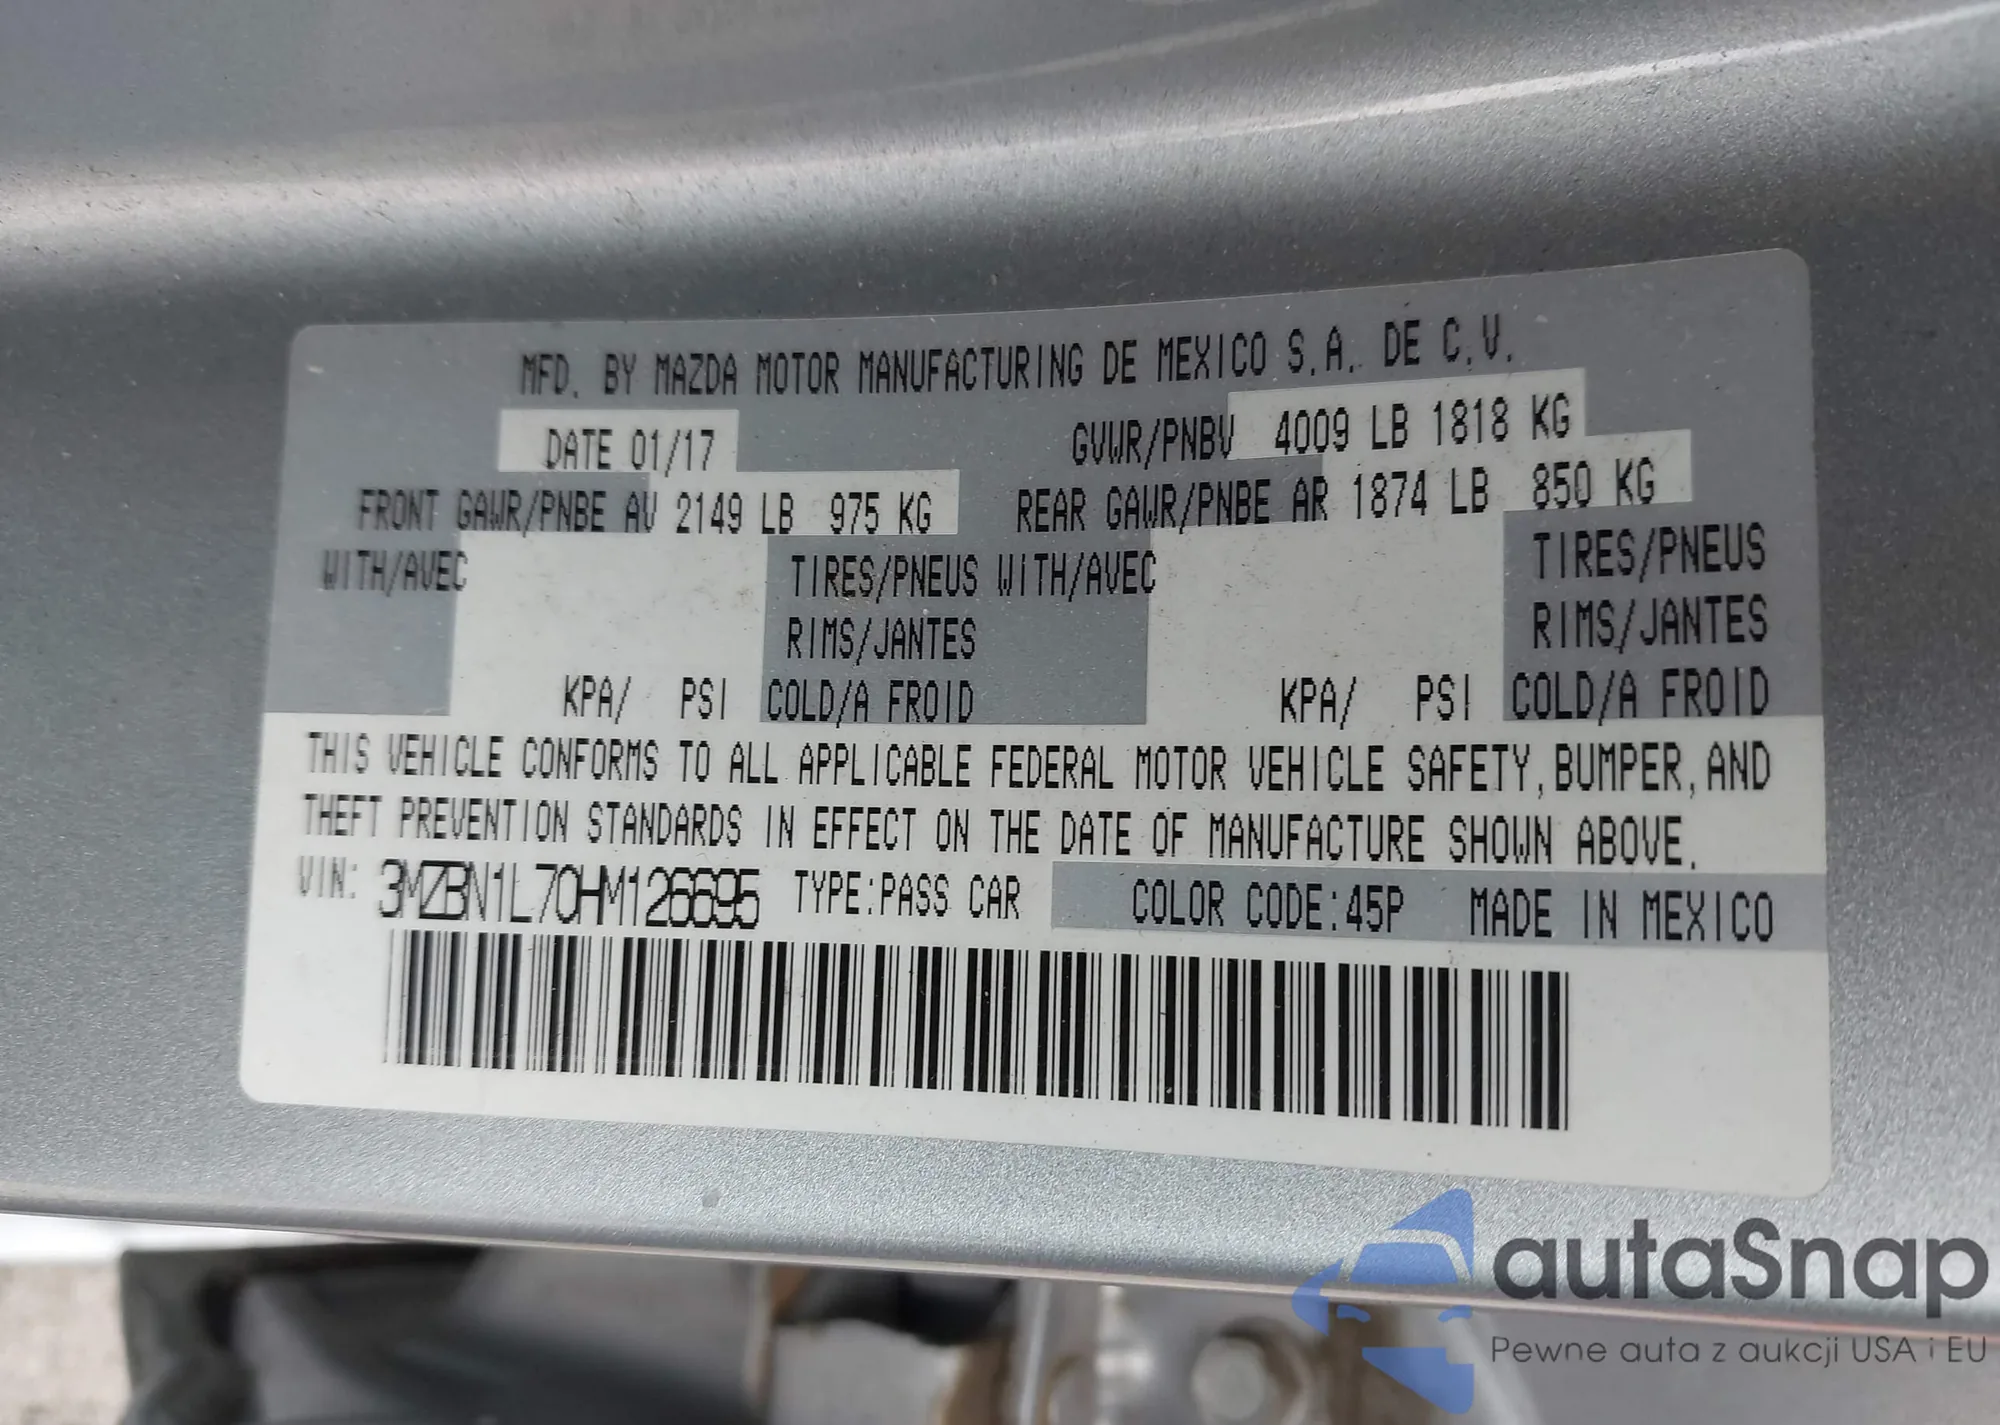 MFD. BY MAZDA MOTOR MANUFACTURING DE MEXICO S.A. DE C.V.
DATE 01/17 GVWR/PNBV 4009 LB 1818 KG
FRONT GAWR/PNBE AV 2149 LB 975 KG REAR GAWR/PNBE AR 1874 LB 850 KG
WITH/AVEC TIRES/PNEUS WITH/AVEC TIRES/PNEUS
RIMS/JANTES RIMS/JANTES
KPA/ PSI COLD/A FROID KPA/ PSI COLD/A FROID
THIS VEHICLE CONFORMS TO ALL APPLICABLE FEDERAL MOTOR VEHICLE SAFETY,BUMPER,AND
THEFT PREVENTION STANDARDS IN EFFECT ON THE DATE OF MANUFACTURE SHOWN ABOVE.
VIN: 3MZBN1L70HM126695 TYPE:PASS CAR COLOR CODE:45P MADE IN MEXICO
autaSnap
Pewne auta z aukcji USA i EU